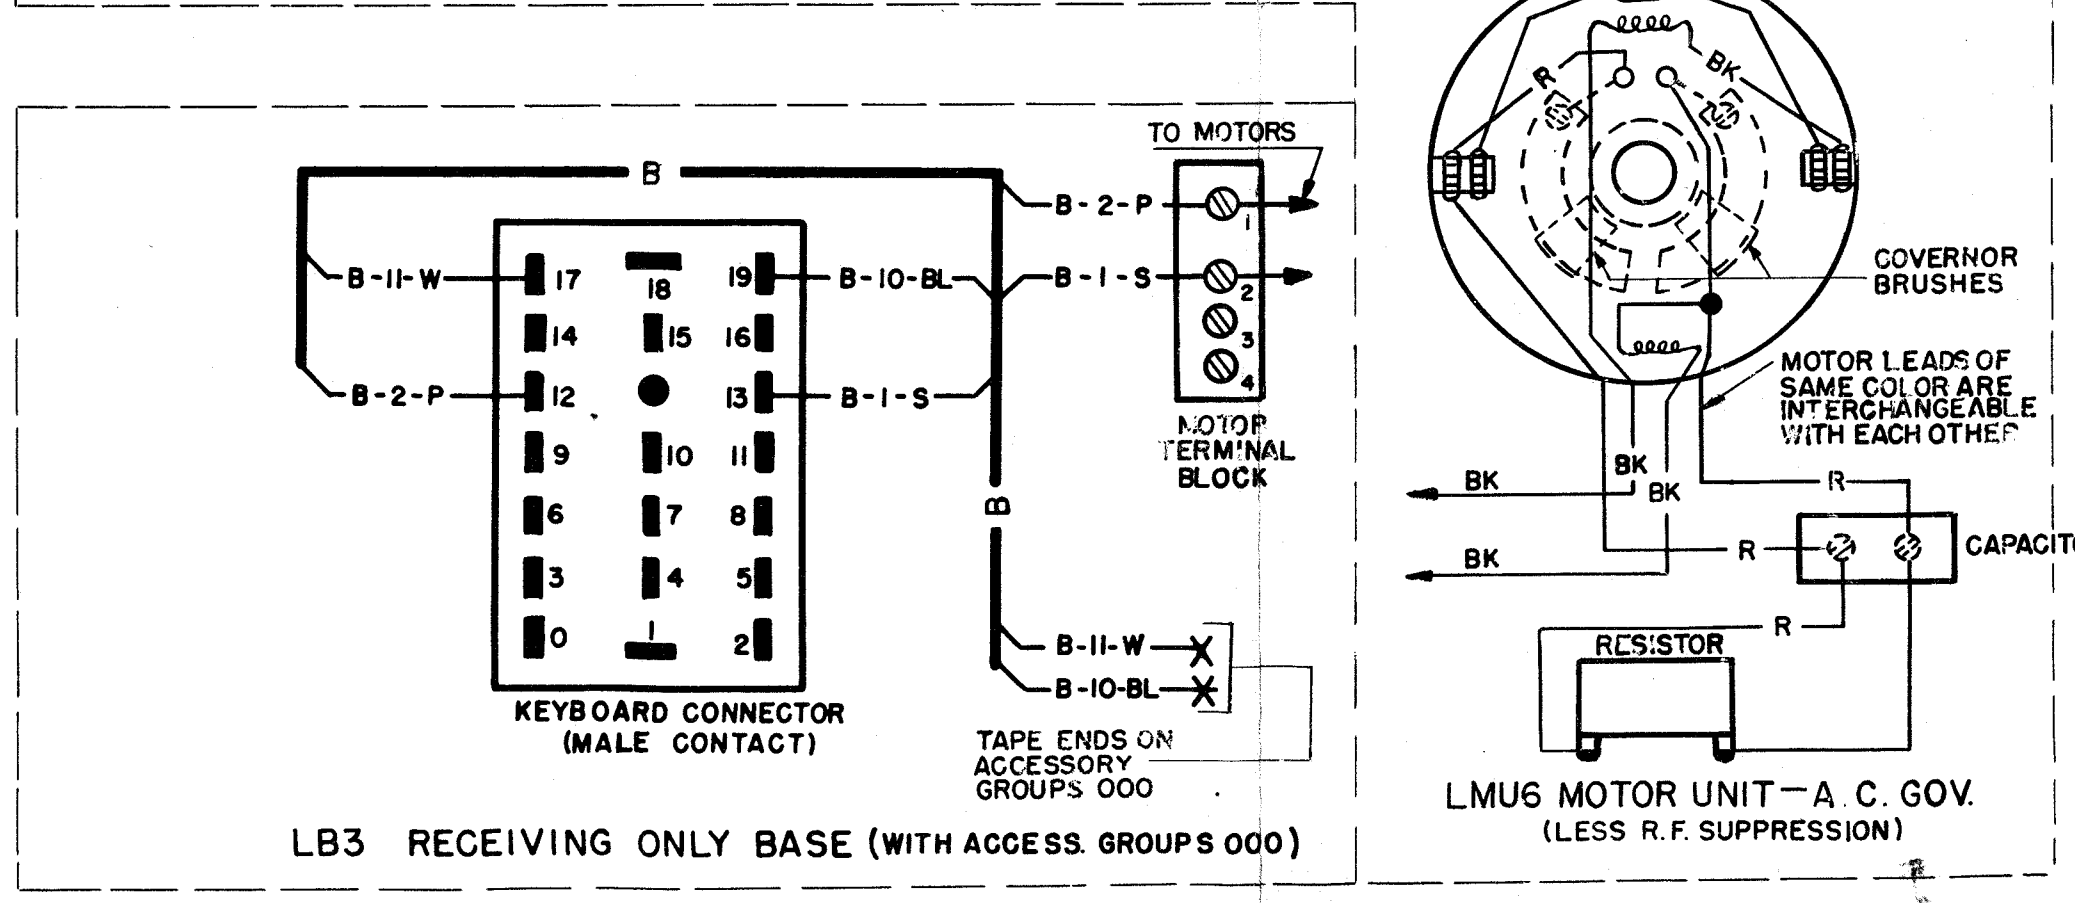 TO MOTORS
B
B-2-P
1
B-11-W
17
18
19
B-10-BL
B-1-S
2
14
15
16
3
B-2-P
12
13
B-1-S
4
MOTOR
TERMINAL
BLOCK
9
10
11
6
7
8
B
3
4
5
0
1
2
B-11-W
B-10-BL
KEYBOARD CONNECTOR
(MALE CONTACT)
TAPE ENDS ON
ACCESSORY
GROUPS 000
LB3 RECEIVING ONLY BASE (WITH ACCESS. GROUPS 000)
R
BK
GOVERNOR
BRUSHES
MOTOR LEADS OF
SAME COLOR ARE
INTERCHANGEABLE
WITH EACH OTHER
BK
BK
BK
R
BK
R
CAPACITO
R
RESISTOR
LMU6 MOTOR UNIT—A.C. GOV.
(LESS R.F. SUPPRESSION)